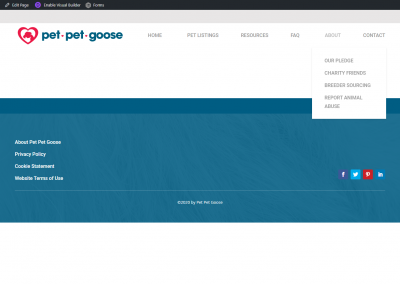 Edit Page Enable Visual Builder Forms
pet·pet·goose
HOME PET LISTINGS RESOURCES FAQ ABOUT CONTACT
OUR PLEDGE
CHARITY FRIENDS
BREEDER SOURCING
REPORT ANIMAL
ABUSE
About Pet Pet Goose
Privacy Policy
Cookie Statement
Website Terms of Use
©2020 by Pet Pet Goose